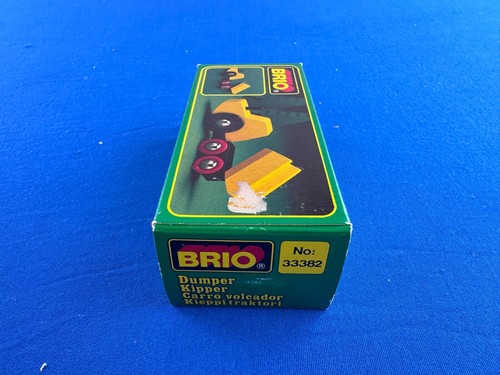 BRIO
BRIO®
No:
33382
Dumper
Kipper
Carro volcador
Kieppitraktori